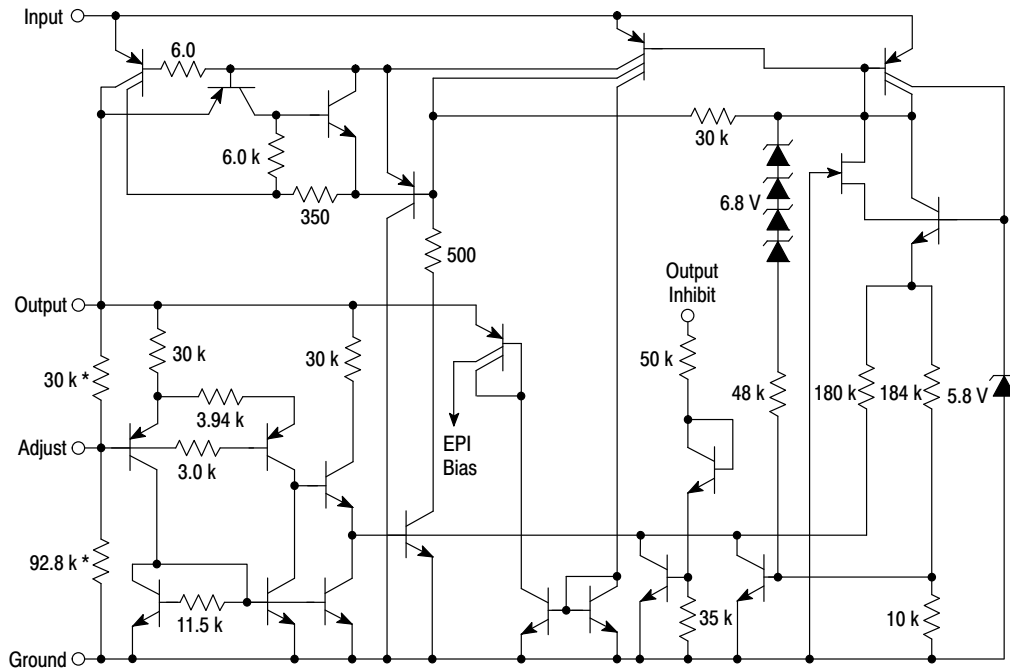 Input
6.0
6.0 k
350
30 k
6.8 V
500
Output
Output
Inhibit
30 k *
30 k
30 k
50 k
3.94 k
48 k
180 k
184 k
5.8 V
Adjust
3.0 k
EPI
Bias
92.8 k *
11.5 k
35 k
10 k
Ground